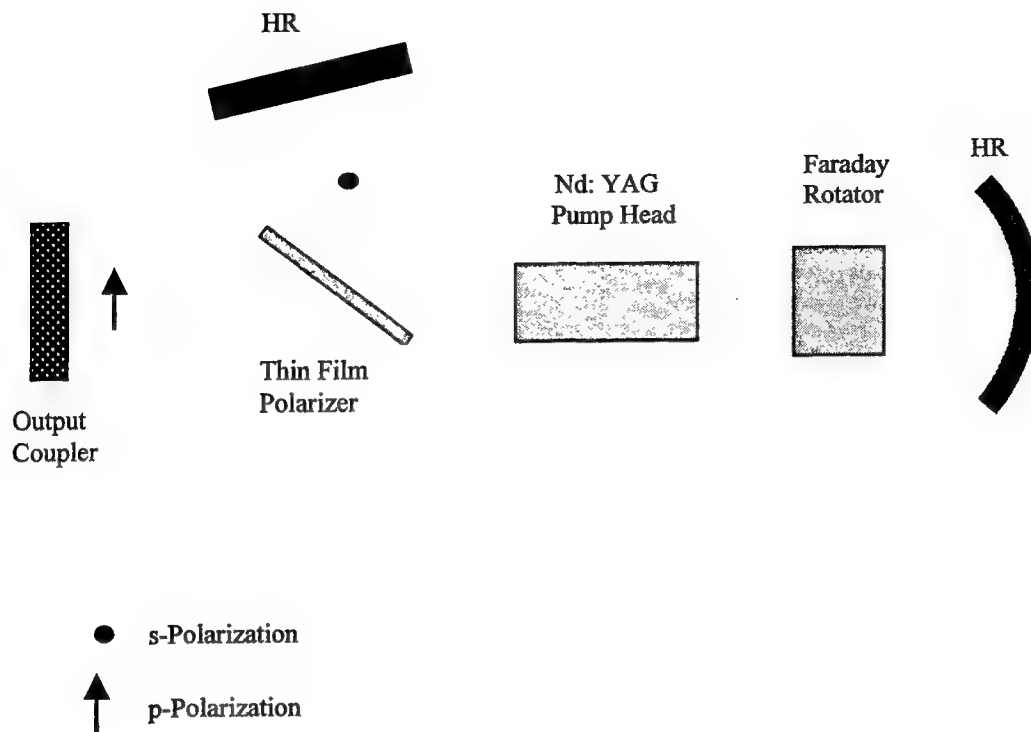 HR
HR
Faraday
Rotator
Nd: YAG
Pump Head
Thin Film
Polarizer
Output
Coupler
s-Polarization
p-Polarization